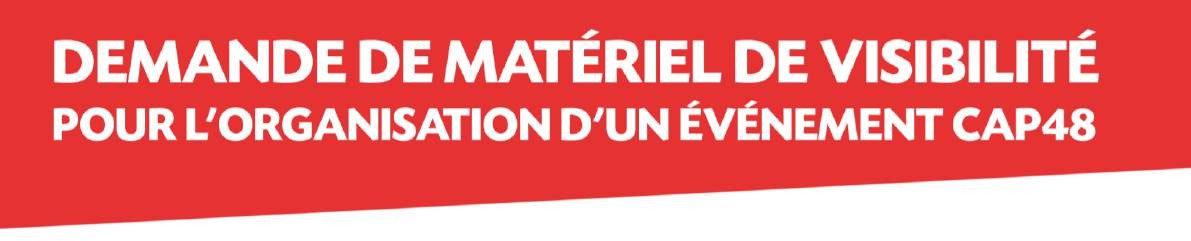 DEMANDE DE MATÉRIEL DE VISIBILITÉ
POUR L'ORGANISATION D'UN ÉVÉNEMENT CAP48